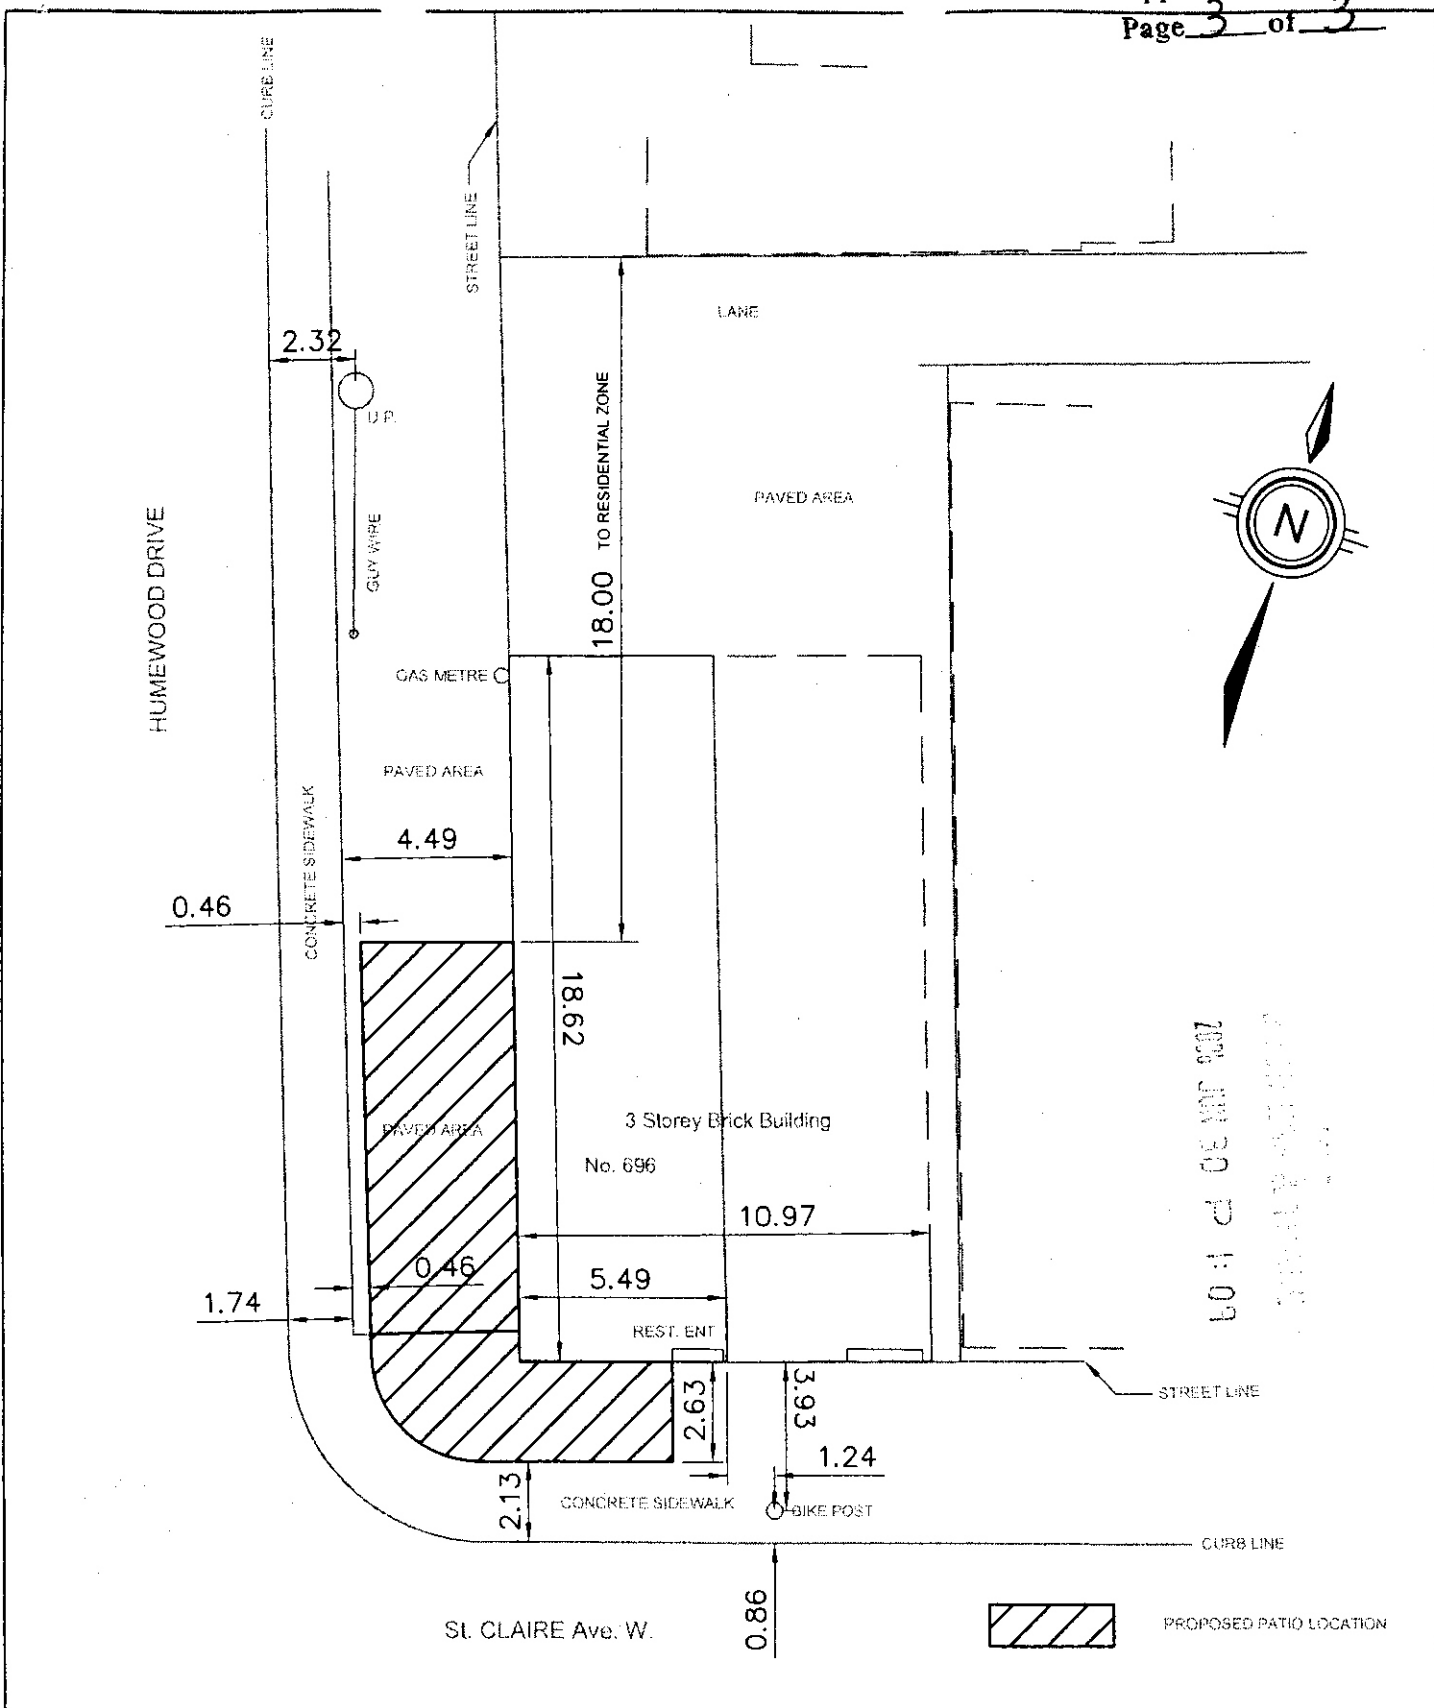 Page 3 of 3
CURB LINE
STREET LINE
LANE
2.32
U.P.
TO RESIDENTIAL ZONE
18.00
PAVED AREA
GUY WIRE
N
HUMEWOOD DRIVE
GAS METRE
PAVED AREA
CONCRETE SIDEWALK
4.49
0.46
18.62
3 Storey Brick Building
PAVED AREA
No. 696
10.97
0.46
5.49
1.74
REST. ENT
2.63
3.93
STREET LINE
1.24
2.13
CONCRETE SIDEWALK
BIKE POST
CURB LINE
0.86
St. CLAIRE Ave. W.
PROPOSED PATIO LOCATION
30 P 1:09